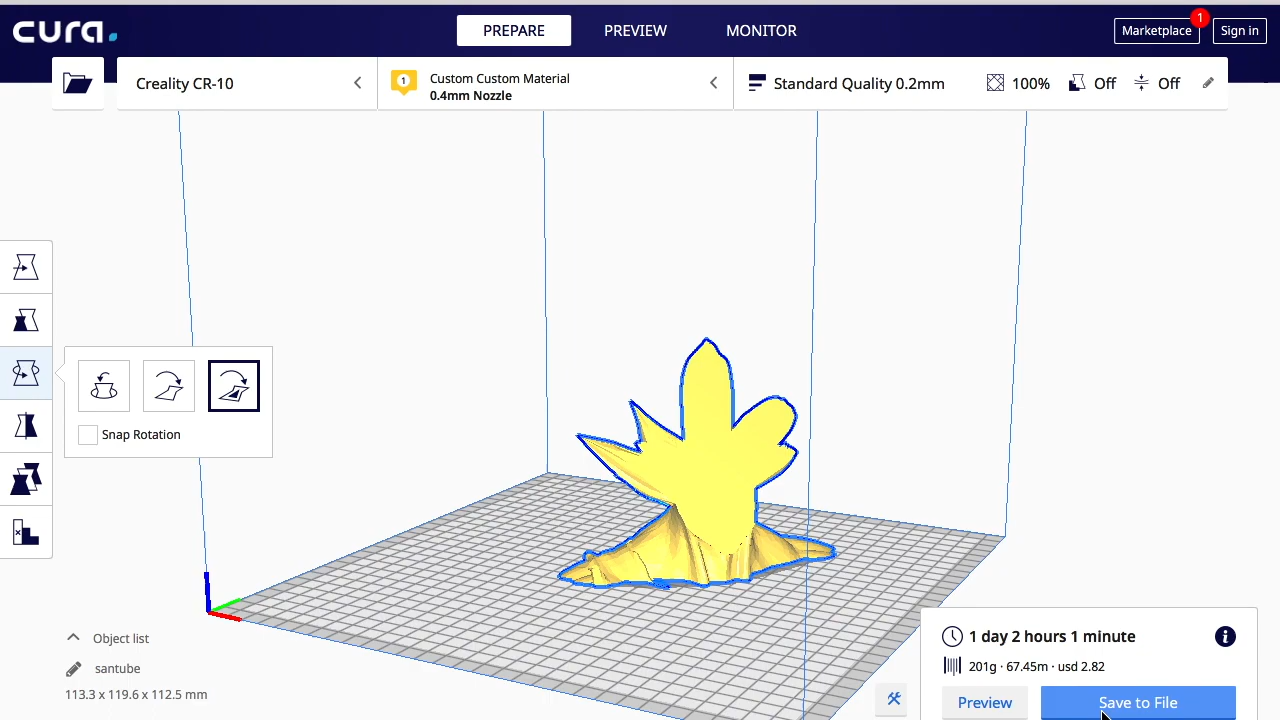 cura.
PREPARE
PREVIEW
MONITOR
Marketplace
1
Sign in
Creality CR-10
1
Custom Custom Material
0.4mm Nozzle
Standard Quality 0.2mm
100%
Off
Off
Snap Rotation
Object list
santube
113.3 x 119.6 x 112.5 mm
1 day 2 hours 1 minute
201g · 67.45m · usd 2.82
Preview
Save to File